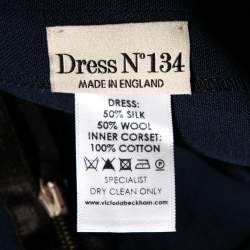 Dress Nº134
MADE IN ENGLAND
DRESS:
50% SILK
50% WOOL
INNER CORSET:
100% COTTON
SPECIALIST
DRY CLEAN ONLY
www.victoriabeckham.com